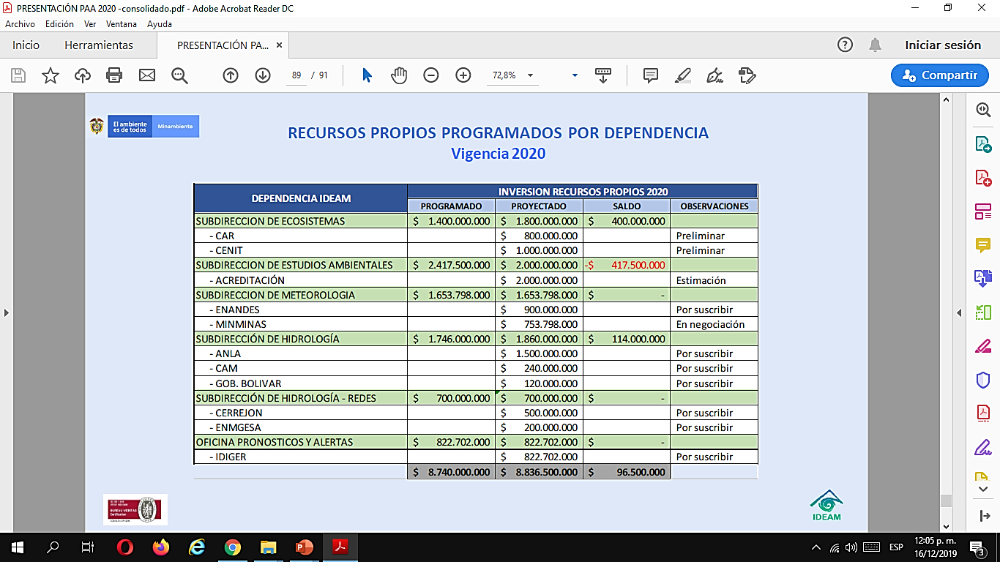 PRESENTACIÓN PAA 2020 -consolidado.pdf - Adobe Acrobat Reader DC
Archivo Edición Ver Ventana Ayuda
Inicio Herramientas PRESENTACIÓN PA... × Iniciar sesión
89 / 91 72,8% Compartir
El ambiente es de todos Minambiente
RECURSOS PROPIOS PROGRAMADOS POR DEPENDENCIA
Vigencia 2020
DEPENDENCIA IDEAM INVERSION RECURSOS PROPIOS 2020
PROGRAMADO PROYECTADO SALDO OBSERVACIONES
SUBDIRECCION DE ECOSISTEMAS $ 1.400.000.000 $ 1.800.000.000 $ 400.000.000
- CAR $ 800.000.000 Preliminar
- CENIT $ 1.000.000.000 Preliminar
SUBDIRECCION DE ESTUDIOS AMBIENTALES $ 2.417.500.000 $ 2.000.000.000 -$ 417.500.000
- ACREDITACIÓN $ 2.000.000.000 Estimación
SUBDIRECCION DE METEOROLOGIA $ 1.653.798.000 $ 1.653.798.000 $ -
- ENANDES $ 900.000.000 Por suscribir
- MINMINAS $ 753.798.000 En negociación
SUBDIRECCIÓN DE HIDROLOGÍA $ 1.746.000.000 $ 1.860.000.000 $ 114.000.000
- ANLA $ 1.500.000.000 Por suscribir
- CAM $ 240.000.000 Por suscribir
- GOB. BOLIVAR $ 120.000.000 Por suscribir
SUBDIRECCIÓN DE HIDROLOGÍA - REDES $ 700.000.000 $ 700.000.000 $ -
- CERREJON $ 500.000.000 Por suscribir
- ENMGESA $ 200.000.000 Por suscribir
OFICINA PRONOSTICOS Y ALERTAS $ 822.702.000 $ 822.702.000 $ -
- IDIGER $ 822.702.000 Por suscribir
$ 8.740.000.000 $ 8.836.500.000 $ 96.500.000
BUREAU VERITAS
Certification
IDEAM
ESP 12:05 p. m.
16/12/2019 3